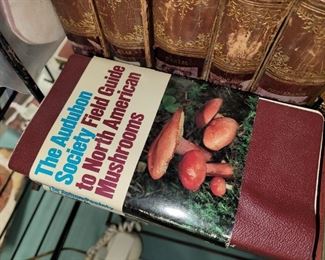 The Audubon
Society Field Guide
to North American
Mushrooms